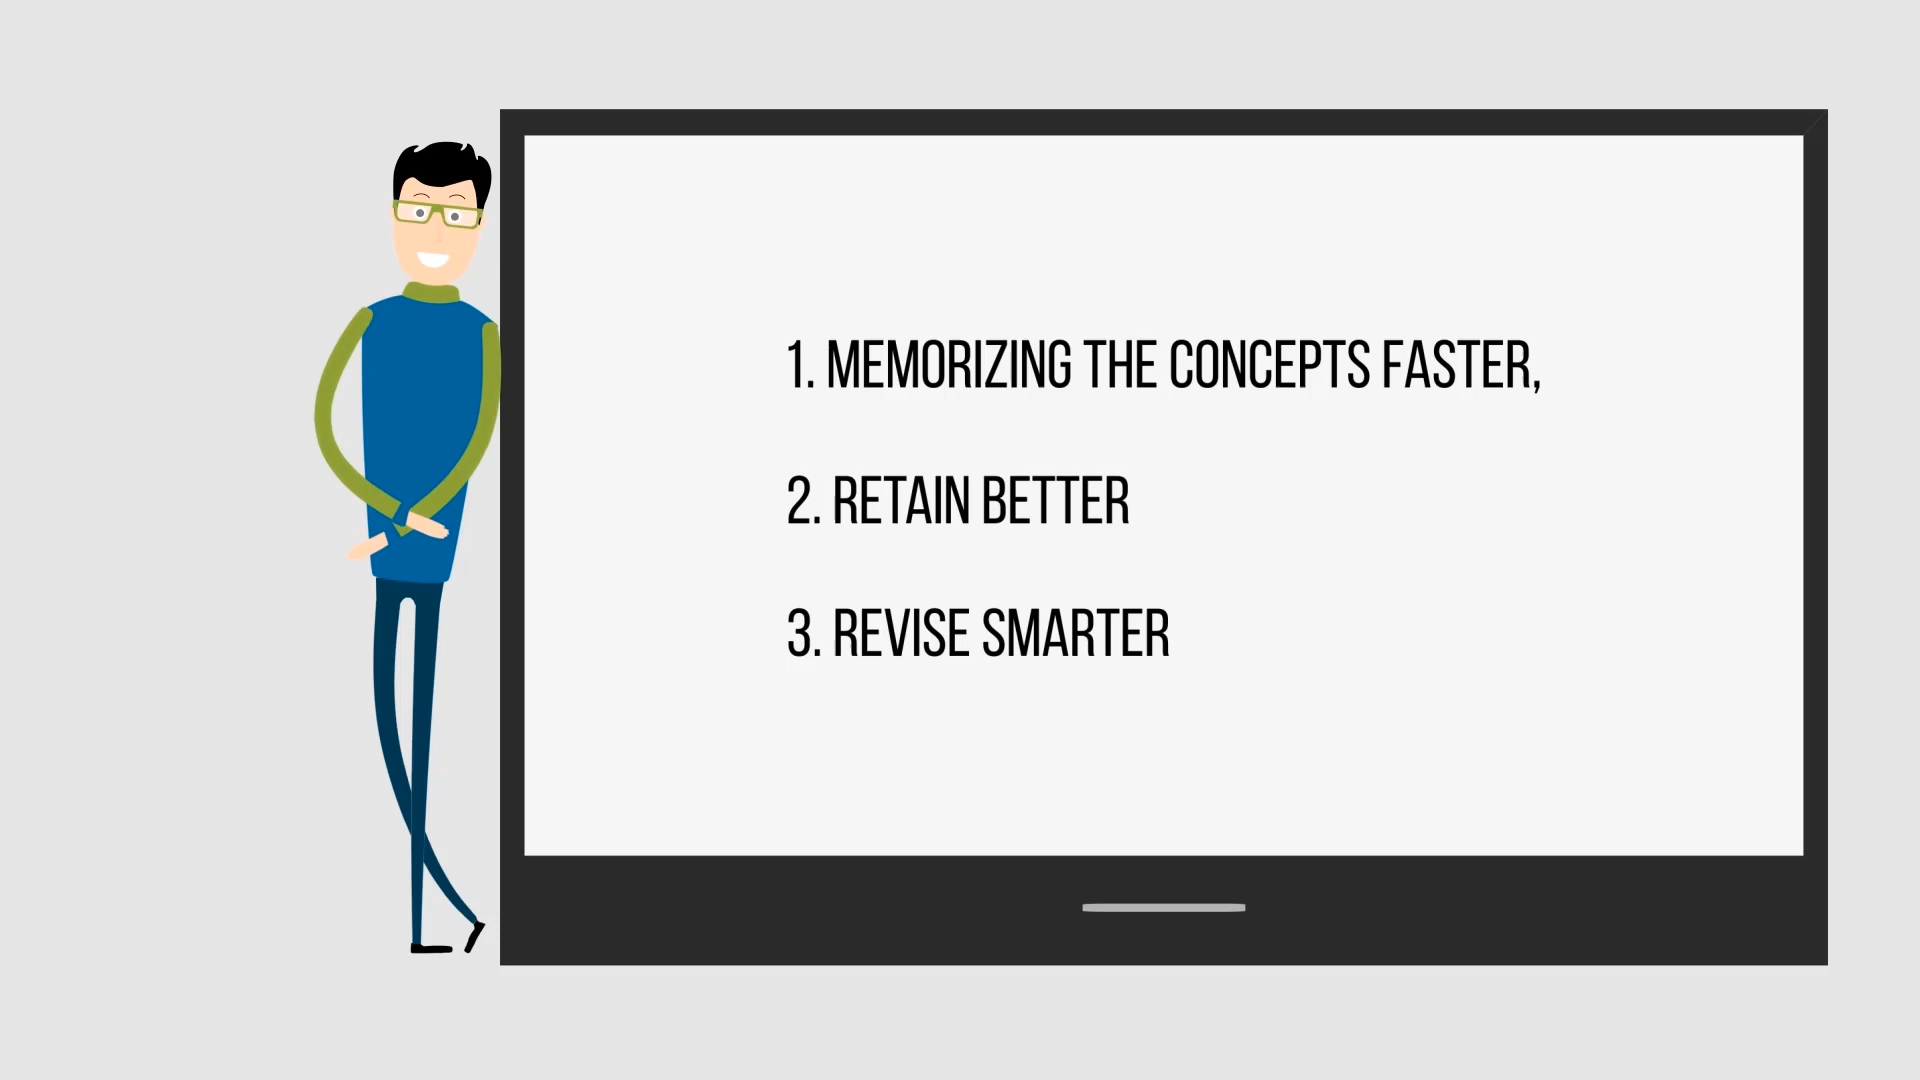 1. MEMORIZING THE CONCEPTS FASTER,
2. RETAIN BETTER
3. REVISE SMARTER